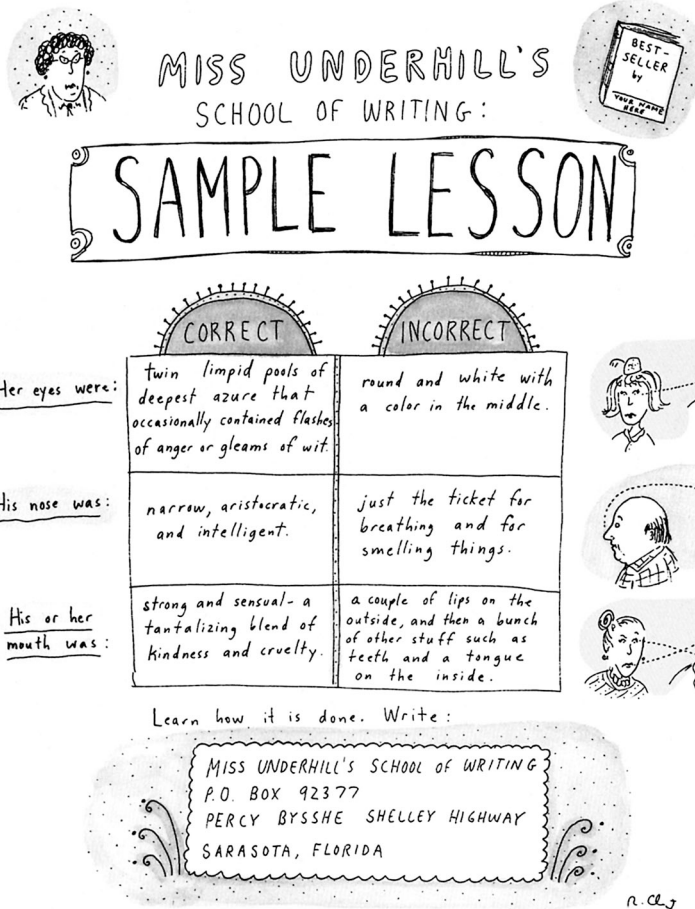 MISS UNDERHILL'S
SCHOOL OF WRITING:
BEST-
SELLER
by
YOUR NAME
HERE
SAMPLE LESSON
CORRECT
INCORRECT
Her eyes were:
twin limpid pools of
deepest azure that
occasionally contained flashes
of anger or gleams of wit.
round and white with
a color in the middle.
His nose was:
narrow, aristocratic,
and intelligent.
just the ticket for
breathing and for
smelling things.
His or her
mouth was:
strong and sensual - a
tantalizing blend of
kindness and cruelty.
a couple of lips on the
outside, and then a bunch
of other stuff such as
teeth and a tongue
on the inside.
Learn how it is done. Write:
MISS UNDERHILL'S SCHOOL OF WRITING
P.O. BOX 92377
PERCY BYSSHE SHELLEY HIGHWAY
SARASOTA, FLORIDA